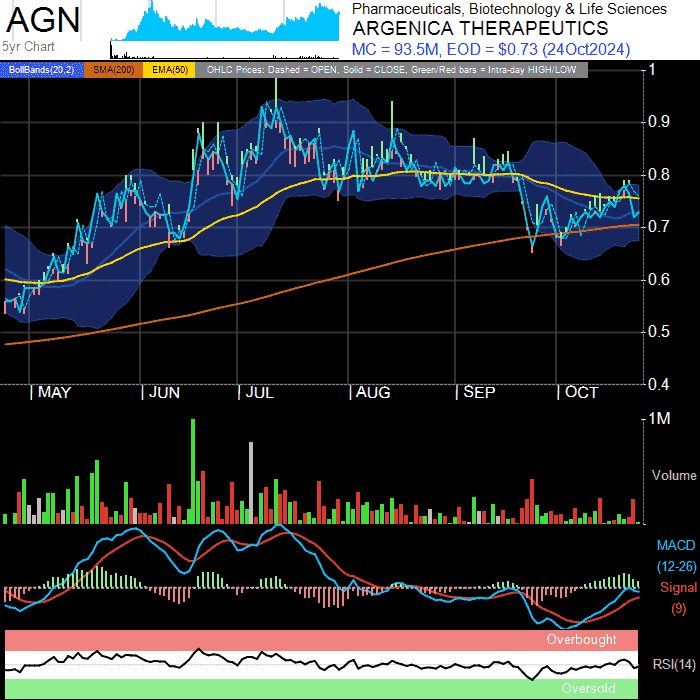 AGN
5yr Chart
Pharmaceuticals, Biotechnology & Life Sciences
ARGENICA THERAPEUTICS
MC = 93.5M, EOD = $0.73 (24Oct2024)
BollBands(20,2) SMA(200) EMA(50) OHLC Prices: Dashed = OPEN, Solid = CLOSE, Green/Red bars = Intra-day HIGH/LOW
1
0.9
0.8
0.7
0.6
0.5
0.4
MAY JUN JUL AUG SEP OCT
1M
Volume
MACD
(12-26)
Signal
(9)
Overbought
RSI(14)
Oversold